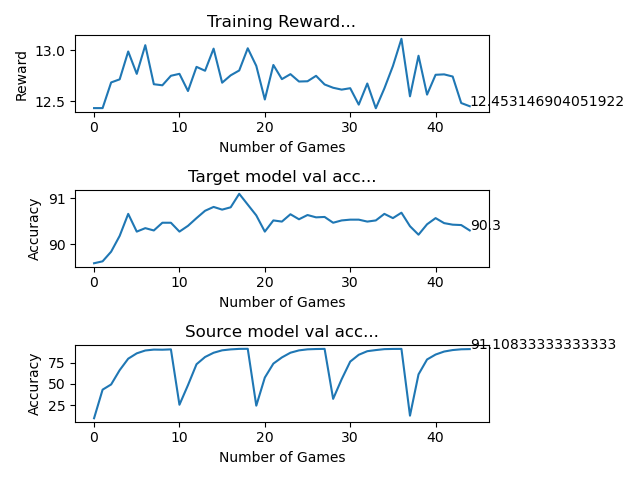 Training Reward...
Reward
13.0
12.5
12.453146904051922
0 10 20 30 40
Number of Games
Target model val acc...
Accuracy
91
90
90.3
0 10 20 30 40
Number of Games
Source model val acc...
Accuracy
91.10833333333333
75
50
25
0 10 20 30 40
Number of Games